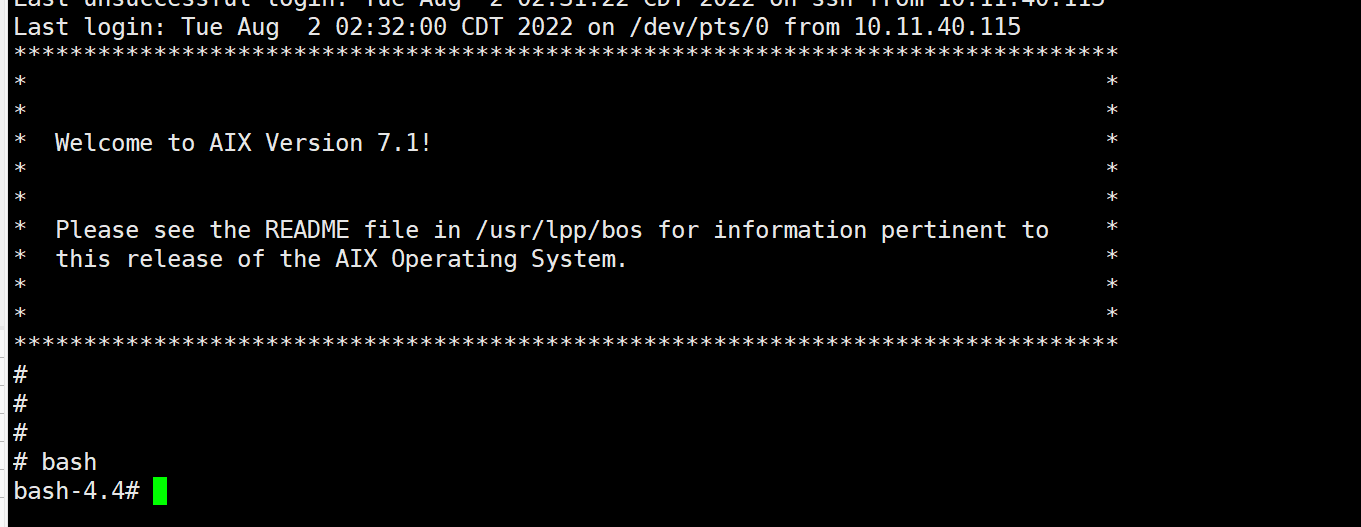 Last unsuccessful login: Tue Aug  2 02:31:22 CDT 2022 on ssh from 10.11.40.115
Last login: Tue Aug  2 02:32:00 CDT 2022 on /dev/pts/0 from 10.11.40.115
*******************************************************************************
*                                                                             *
*                                                                             *
*  Welcome to AIX Version 7.1!                                                *
*                                                                             *
*                                                                             *
*  Please see the README file in /usr/lpp/bos for information pertinent to    *
*  this release of the AIX Operating System.                                  *
*                                                                             *
*                                                                             *
*******************************************************************************
#
#
#
# bash
bash-4.4#